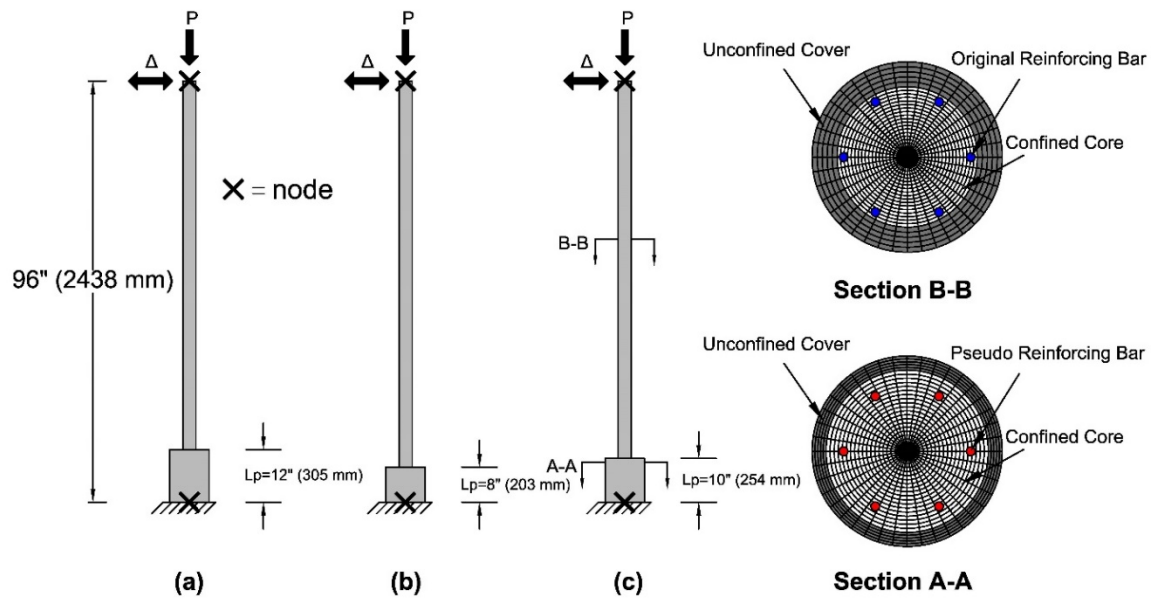 P
Δ
P
Δ
P
Δ
X = node
96" (2438 mm)
Lp=12" (305 mm)
Lp=8" (203 mm)
B-B
A-A
Lp=10" (254 mm)
(a)
(b)
(c)
Unconfined Cover
Original Reinforcing Bar
Confined Core
Section B-B
Unconfined Cover
Pseudo Reinforcing Bar
Confined Core
Section A-A